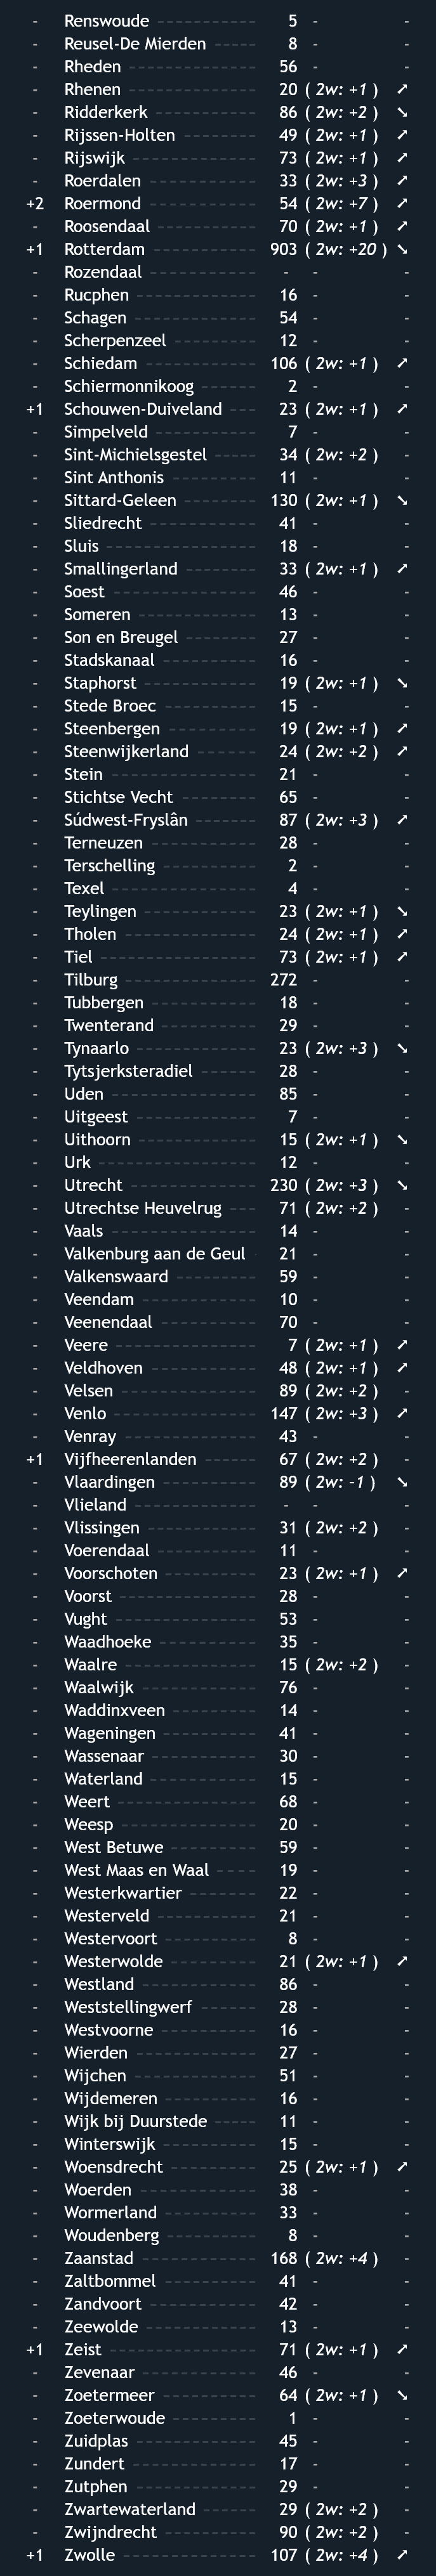 - Renswoude 5 - -
- Reusel-De Mierden 8 - -
- Rheden 56 - -
- Rhenen 20 ( 2w: +1 ) ➚
- Ridderkerk 86 ( 2w: +2 ) ➘
- Rijssen-Holten 49 ( 2w: +1 ) ➚
- Rijswijk 73 ( 2w: +1 ) ➚
- Roerdalen 33 ( 2w: +3 ) ➚
+2 Roermond 54 ( 2w: +7 ) ➚
- Roosendaal 70 ( 2w: +1 ) ➚
+1 Rotterdam 903 ( 2w: +20 ) ➘
- Rozendaal - - -
- Rucphen 16 - -
- Schagen 54 - -
- Scherpenzeel 12 - -
- Schiedam 106 ( 2w: +1 ) ➚
- Schiermonnikoog 2 - -
+1 Schouwen-Duiveland 23 ( 2w: +1 ) ➚
- Simpelveld 7 - -
- Sint-Michielsgestel 34 ( 2w: +2 ) -
- Sint Anthonis 11 - -
- Sittard-Geleen 130 ( 2w: +1 ) ➘
- Sliedrecht 41 - -
- Sluis 18 - -
- Smallingerland 33 ( 2w: +1 ) ➚
- Soest 46 - -
- Someren 13 - -
- Son en Breugel 27 - -
- Stadskanaal 16 - -
- Staphorst 19 ( 2w: +1 ) ➘
- Stede Broec 15 - -
- Steenbergen 19 ( 2w: +1 ) ➚
- Steenwijkerland 24 ( 2w: +2 ) ➚
- Stein 21 - -
- Stichtse Vecht 65 - -
- Súdwest-Fryslân 87 ( 2w: +3 ) ➚
- Terneuzen 28 - -
- Terschelling 2 - -
- Texel 4 - -
- Teylingen 23 ( 2w: +1 ) ➘
- Tholen 24 ( 2w: +1 ) ➚
- Tiel 73 ( 2w: +1 ) ➚
- Tilburg 272 - -
- Tubbergen 18 - -
- Twenterand 29 - -
- Tynaarlo 23 ( 2w: +3 ) ➘
- Tytsjerksteradiel 28 - -
- Uden 85 - -
- Uitgeest 7 - -
- Uithoorn 15 ( 2w: +1 ) ➘
- Urk 12 - -
- Utrecht 230 ( 2w: +3 ) ➘
- Utrechtse Heuvelrug 71 ( 2w: +2 ) -
- Vaals 14 - -
- Valkenburg aan de Geul 21 - -
- Valkenswaard 59 - -
- Veendam 10 - -
- Veenendaal 70 - -
- Veere 7 ( 2w: +1 ) ➚
- Veldhoven 48 ( 2w: +1 ) ➚
- Velsen 89 ( 2w: +2 ) -
- Venlo 147 ( 2w: +3 ) ➚
- Venray 43 - -
+1 Vijfheerenlanden 67 ( 2w: +2 ) -
- Vlaardingen 89 ( 2w: -1 ) ➘
- Vlieland - - -
- Vlissingen 31 ( 2w: +2 ) -
- Voerendaal 11 - -
- Voorschoten 23 ( 2w: +1 ) ➚
- Voorst 28 - -
- Vught 53 - -
- Waadhoeke 35 - -
- Waalre 15 ( 2w: +2 ) -
- Waalwijk 76 - -
- Waddinxveen 14 - -
- Wageningen 41 - -
- Wassenaar 30 - -
- Waterland 15 - -
- Weert 68 - -
- Weesp 20 - -
- West Betuwe 59 - -
- West Maas en Waal 19 - -
- Westerkwartier 22 - -
- Westerveld 21 - -
- Westervoort 8 - -
- Westerwolde 21 ( 2w: +1 ) ➚
- Westland 86 - -
- Weststellingwerf 28 - -
- Westvoorne 16 - -
- Wierden 27 - -
- Wijchen 51 - -
- Wijdemeren 16 - -
- Wijk bij Duurstede 11 - -
- Winterswijk 15 - -
- Woensdrecht 25 ( 2w: +1 ) ➚
- Woerden 38 - -
- Wormerland 33 - -
- Woudenberg 8 - -
- Zaanstad 168 ( 2w: +4 ) -
- Zaltbommel 41 - -
- Zandvoort 42 - -
- Zeewolde 13 - -
+1 Zeist 71 ( 2w: +1 ) ➚
- Zevenaar 46 - -
- Zoetermeer 64 ( 2w: +1 ) ➘
- Zoeterwoude 1 - -
- Zuidplas 45 - -
- Zundert 17 - -
- Zutphen 29 - -
- Zwartewaterland 29 ( 2w: +2 ) -
- Zwijndrecht 90 ( 2w: +2 ) -
+1 Zwolle 107 ( 2w: +4 ) ➚